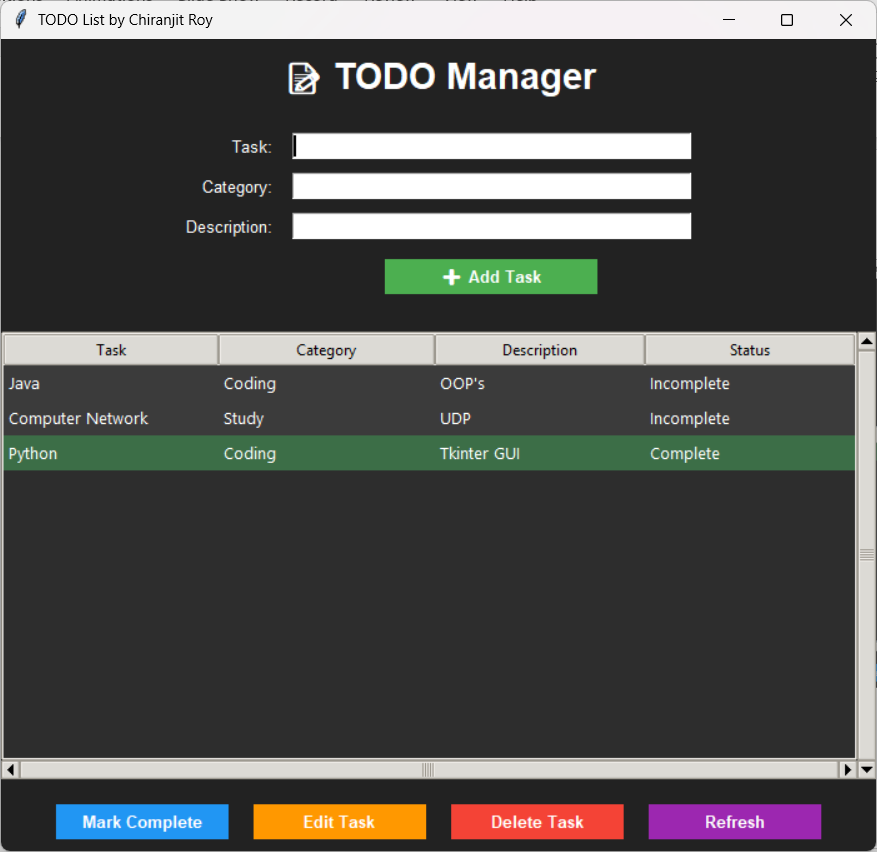 TODO List by Chiranjit Roy
TODO Manager
Task:
Category:
Description:
Add Task
Task Category Description Status
Java Coding OOP's Incomplete
Computer Network Study UDP Incomplete
Python Coding Tkinter GUI Complete
Mark Complete Edit Task Delete Task Refresh